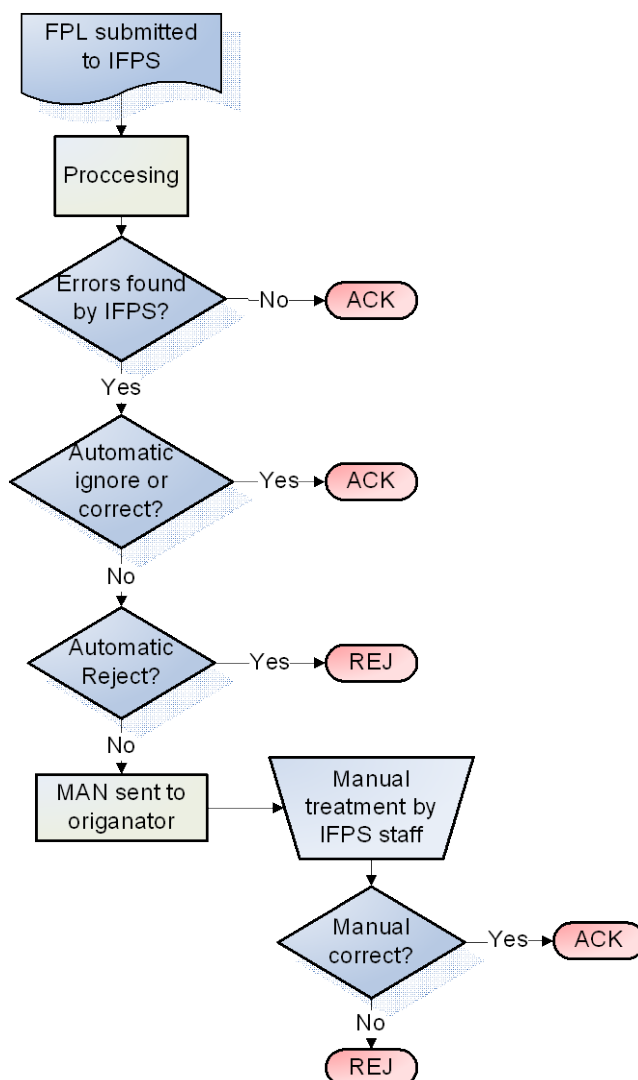 FPL submitted
to IFPS
Proccesing
Errors found
by IFPS?
No
ACK
Yes
Automatic
ignore or
correct?
Yes
ACK
No
Automatic
Reject?
Yes
REJ
No
MAN sent to
origanator
Manual
treatment by
IFPS staff
Manual
correct?
Yes
ACK
No
REJ